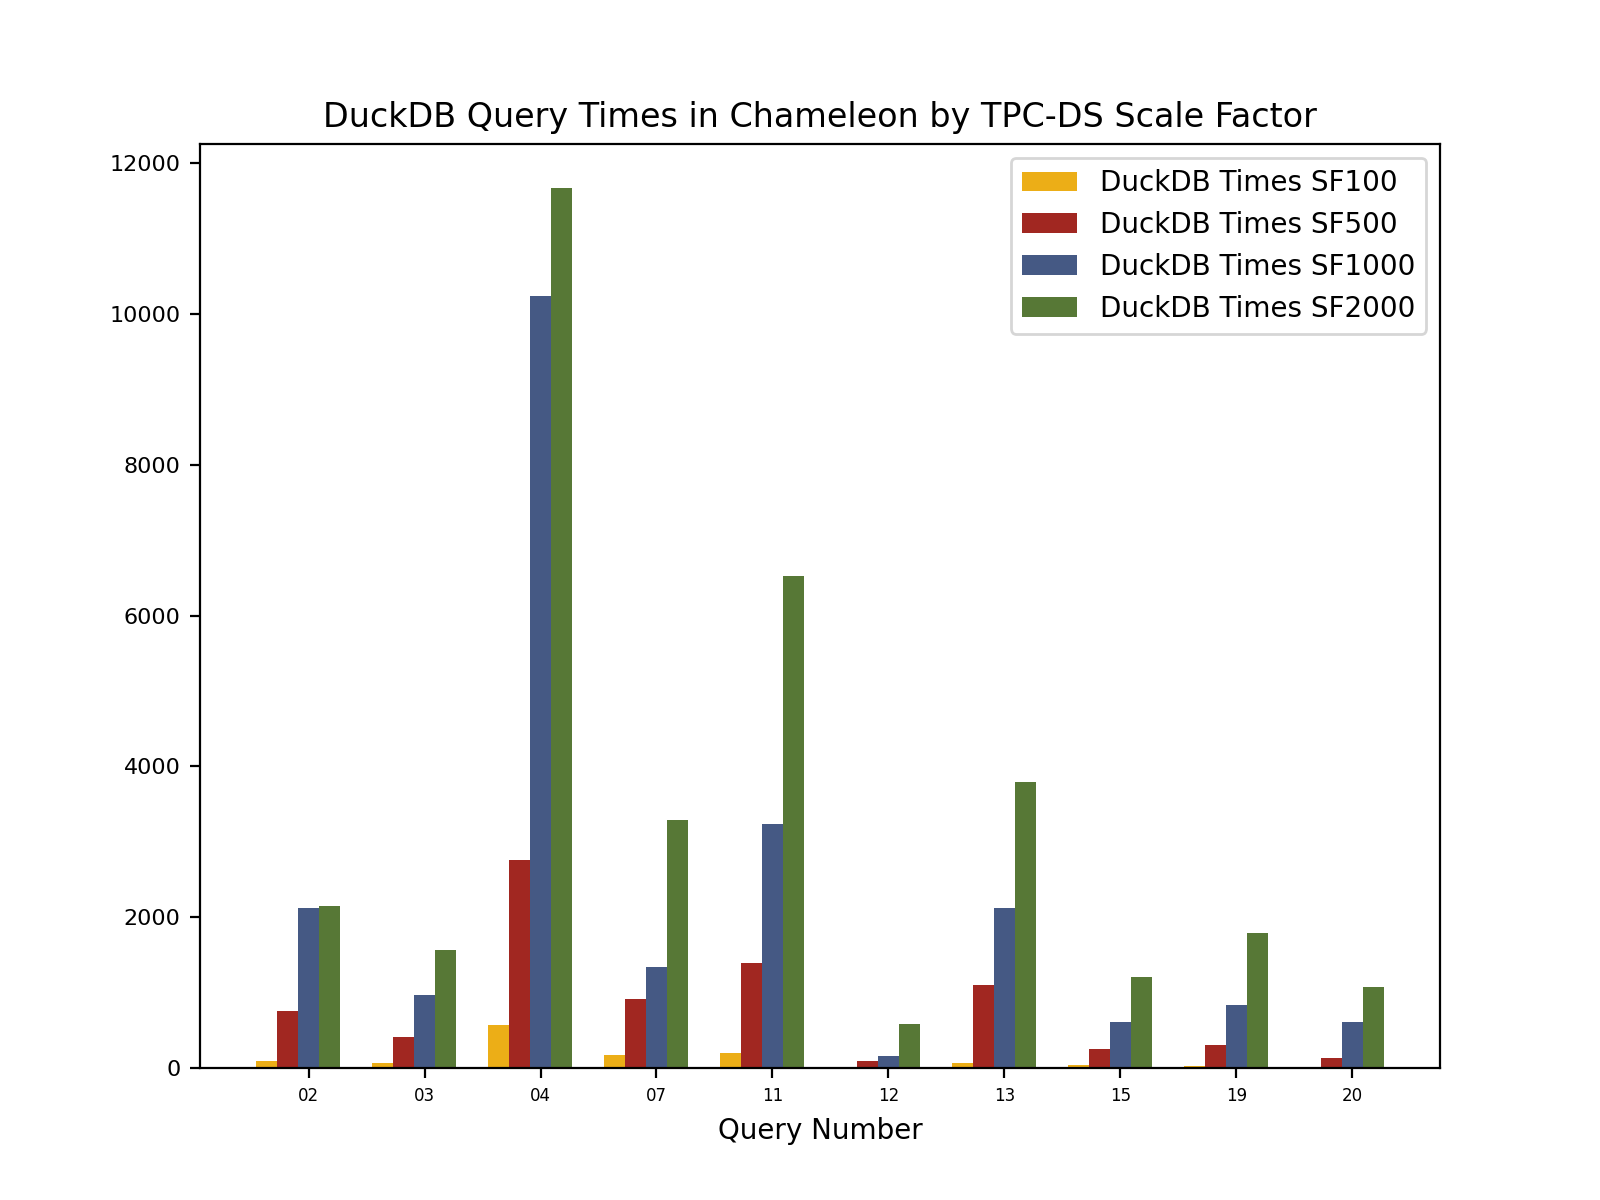 DuckDB Query Times in Chameleon by TPC-DS Scale Factor
12000
10000
8000
6000
4000
2000
0
DuckDB Times SF100
DuckDB Times SF500
DuckDB Times SF1000
DuckDB Times SF2000
02 03 04 07 11 12 13 15 19 20
Query Number